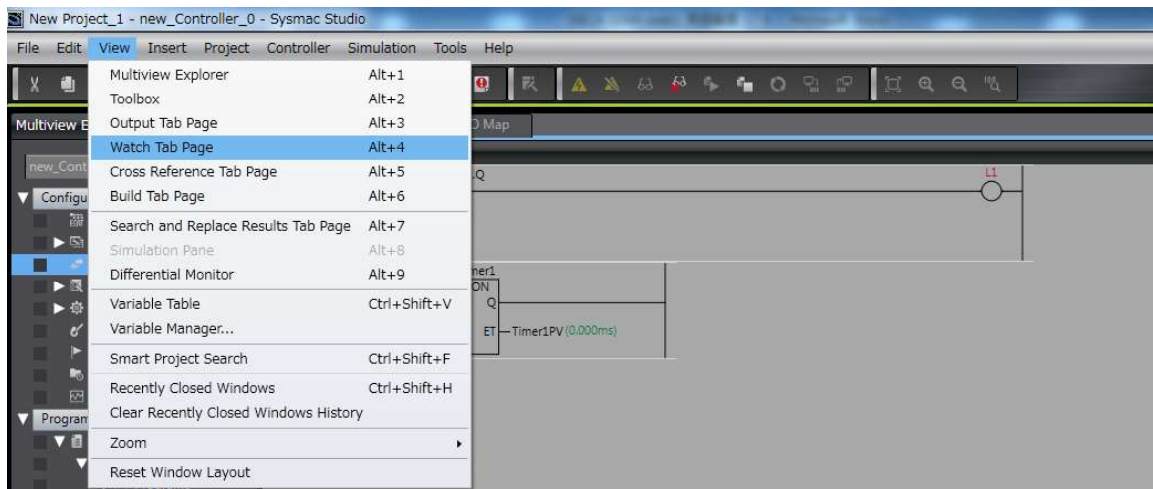 New Project_1 - new_Controller_0 - Sysmac Studio
File Edit View Insert Project Controller Simulation Tools Help
Multiview Explorer Alt+1
Toolbox Alt+2
Multiview E
Output Tab Page Alt+3
Map
Watch Tab Page Alt+4
new_Cont
Cross Reference Tab Page Alt+5
.Q
L1
Configu
Build Tab Page Alt+6
Search and Replace Results Tab Page Alt+7
Simulation Pane Alt+8
Differential Monitor Alt+9
mer1
ON
Variable Table Ctrl+Shift+V
Q
Variable Manager...
ET Timer1PV (0.000ms)
Smart Project Search Ctrl+Shift+F
Recently Closed Windows Ctrl+Shift+H
Clear Recently Closed Windows History
Program
Zoom
Reset Window Layout